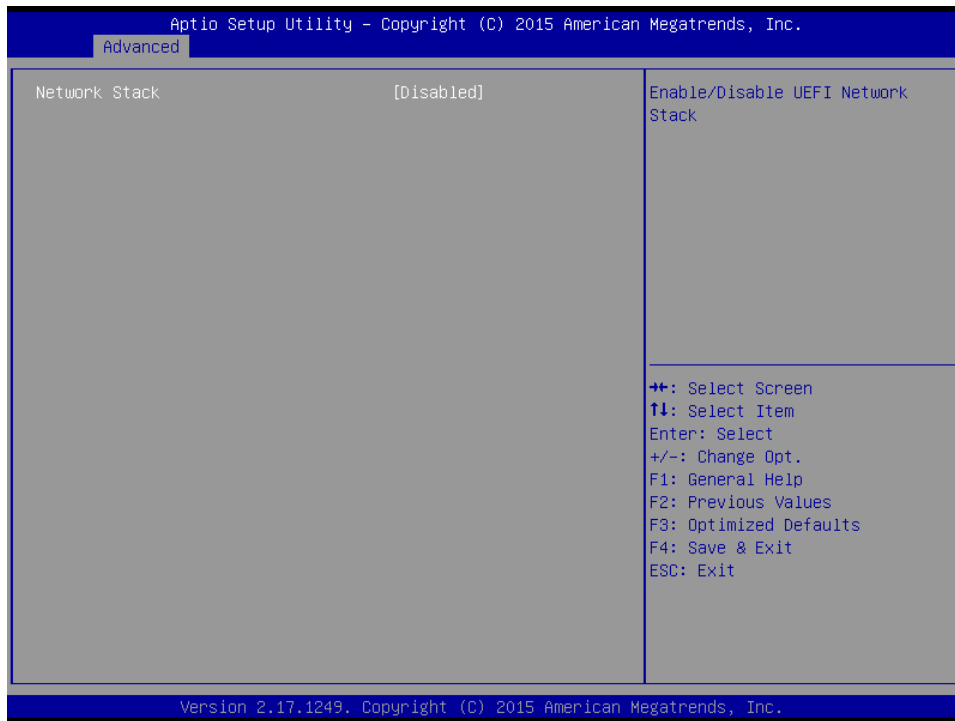 Aptio Setup Utility – Copyright (C) 2015 American Megatrends, Inc.
Advanced
Network Stack [Disabled]
Enable/Disable UEFI Network
Stack
→←: Select Screen
↑↓: Select Item
Enter: Select
+/-: Change Opt.
F1: General Help
F2: Previous Values
F3: Optimized Defaults
F4: Save & Exit
ESC: Exit
Version 2.17.1249. Copyright (C) 2015 American Megatrends, Inc.